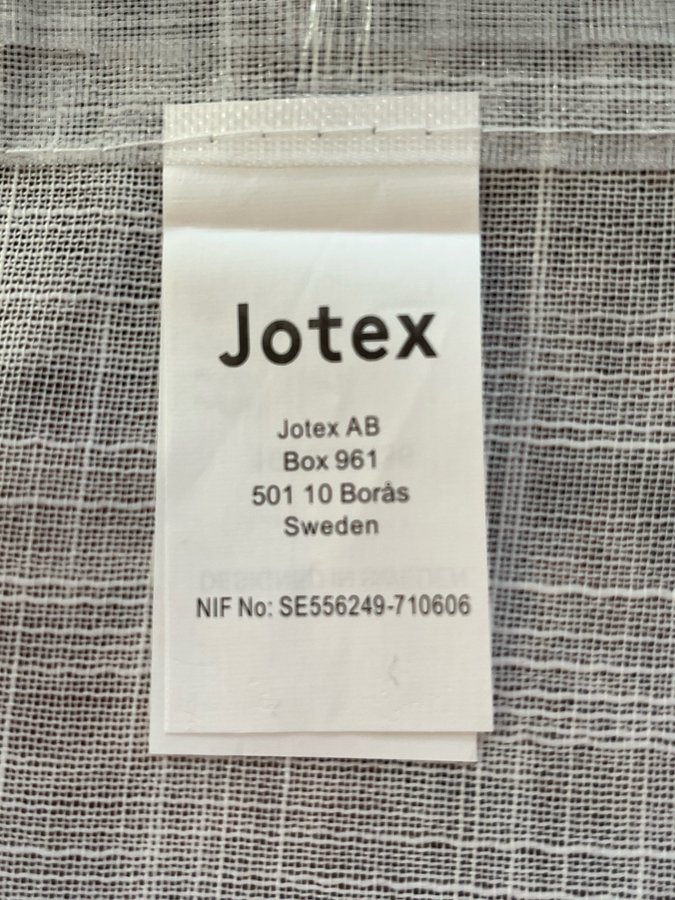 Jotex
Jotex AB
Box 961
501 10 Borås
Sweden
NIF No: SE556249-710606